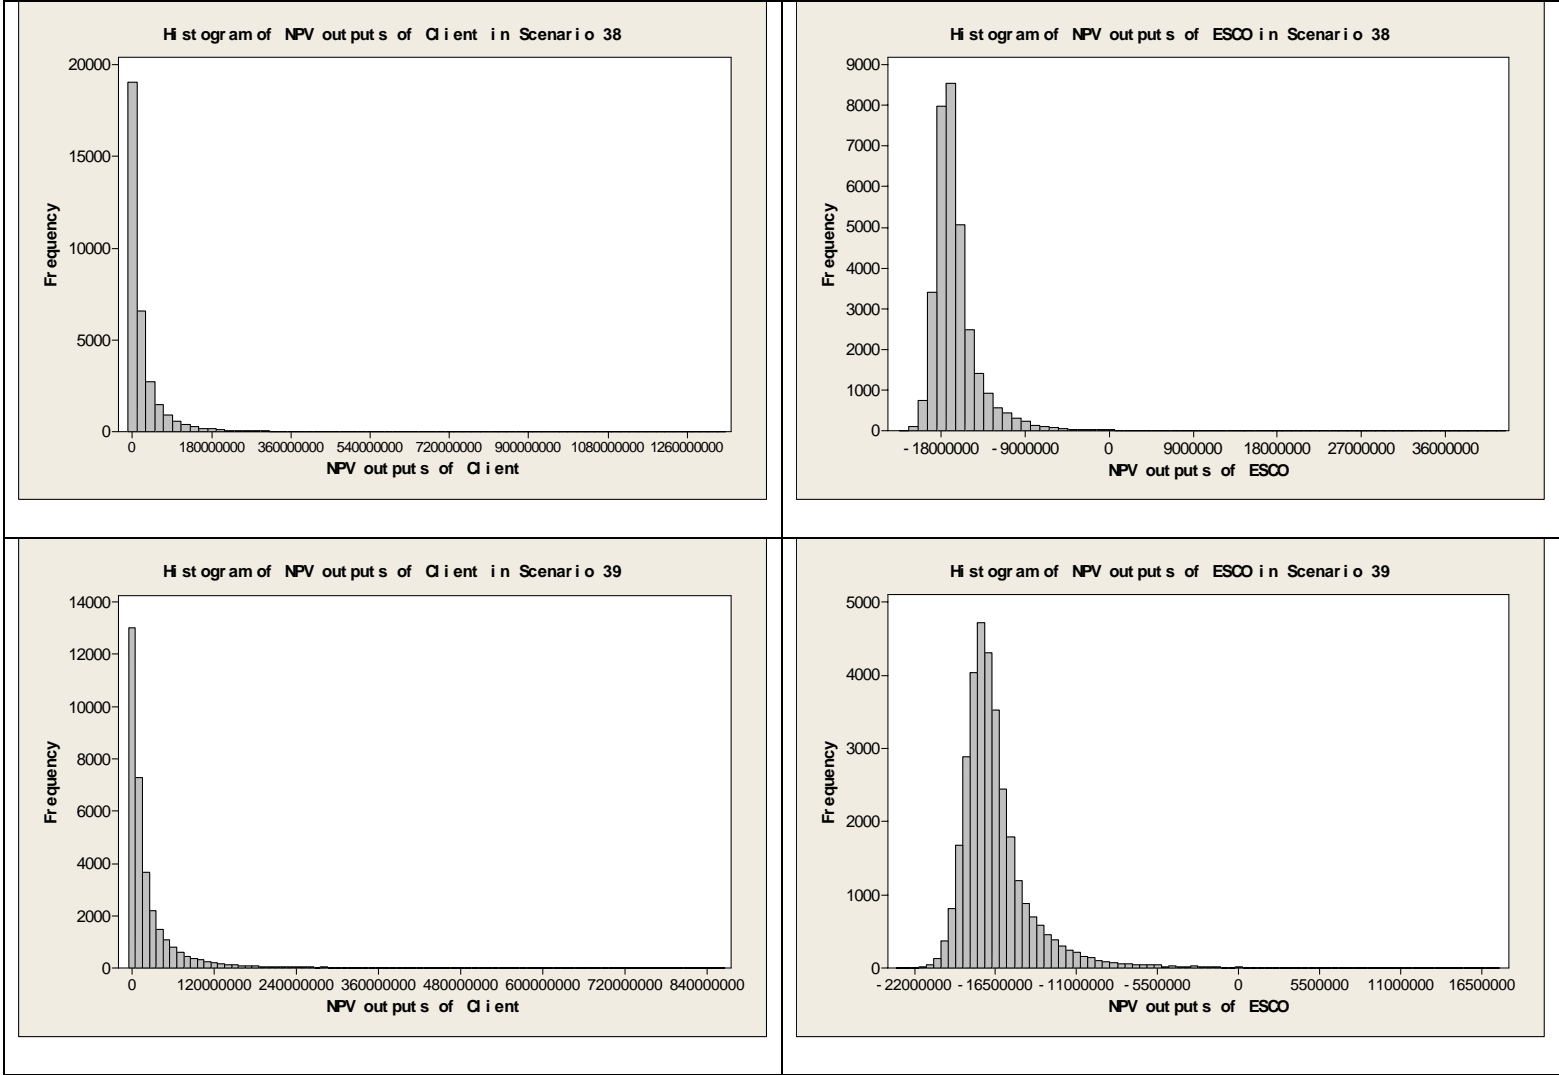 Histogram of NPV outputs of Client in Scenario 38
20000
15000
10000
5000
0
Frequency
0 180000000 360000000 540000000 720000000 900000000 1080000000 1260000000
NPV outputs of Client
Histogram of NPV outputs of ESCO in Scenario 38
9000
8000
7000
6000
5000
4000
3000
2000
1000
0
Frequency
-18000000 -9000000 0 9000000 18000000 27000000 36000000
NPV outputs of ESCO
Histogram of NPV outputs of Client in Scenario 39
14000
12000
10000
8000
6000
4000
2000
0
Frequency
0 120000000 240000000 360000000 480000000 600000000 720000000 840000000
NPV outputs of Client
Histogram of NPV outputs of ESCO in Scenario 39
5000
4000
3000
2000
1000
0
Frequency
-22000000 -16500000 -11000000 -5500000 0 5500000 11000000 16500000
NPV outputs of ESCO